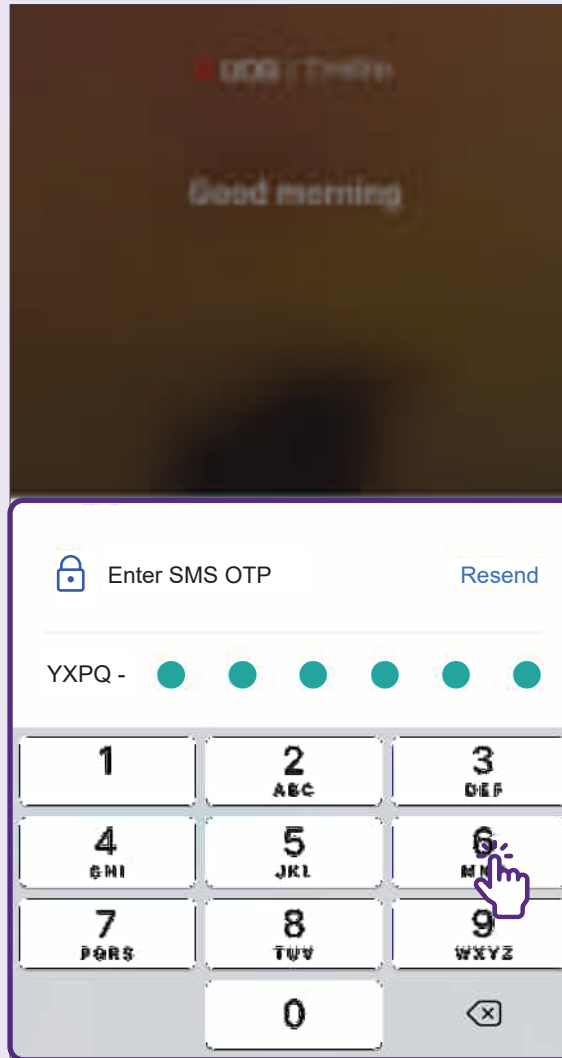 Good morning
Enter SMS OTP
Resend
YXPQ -
1
2
3
ABC
DEF
4
5
6
GHI
JKL
7
8
9
PQRS
TUV
WXYZ
0